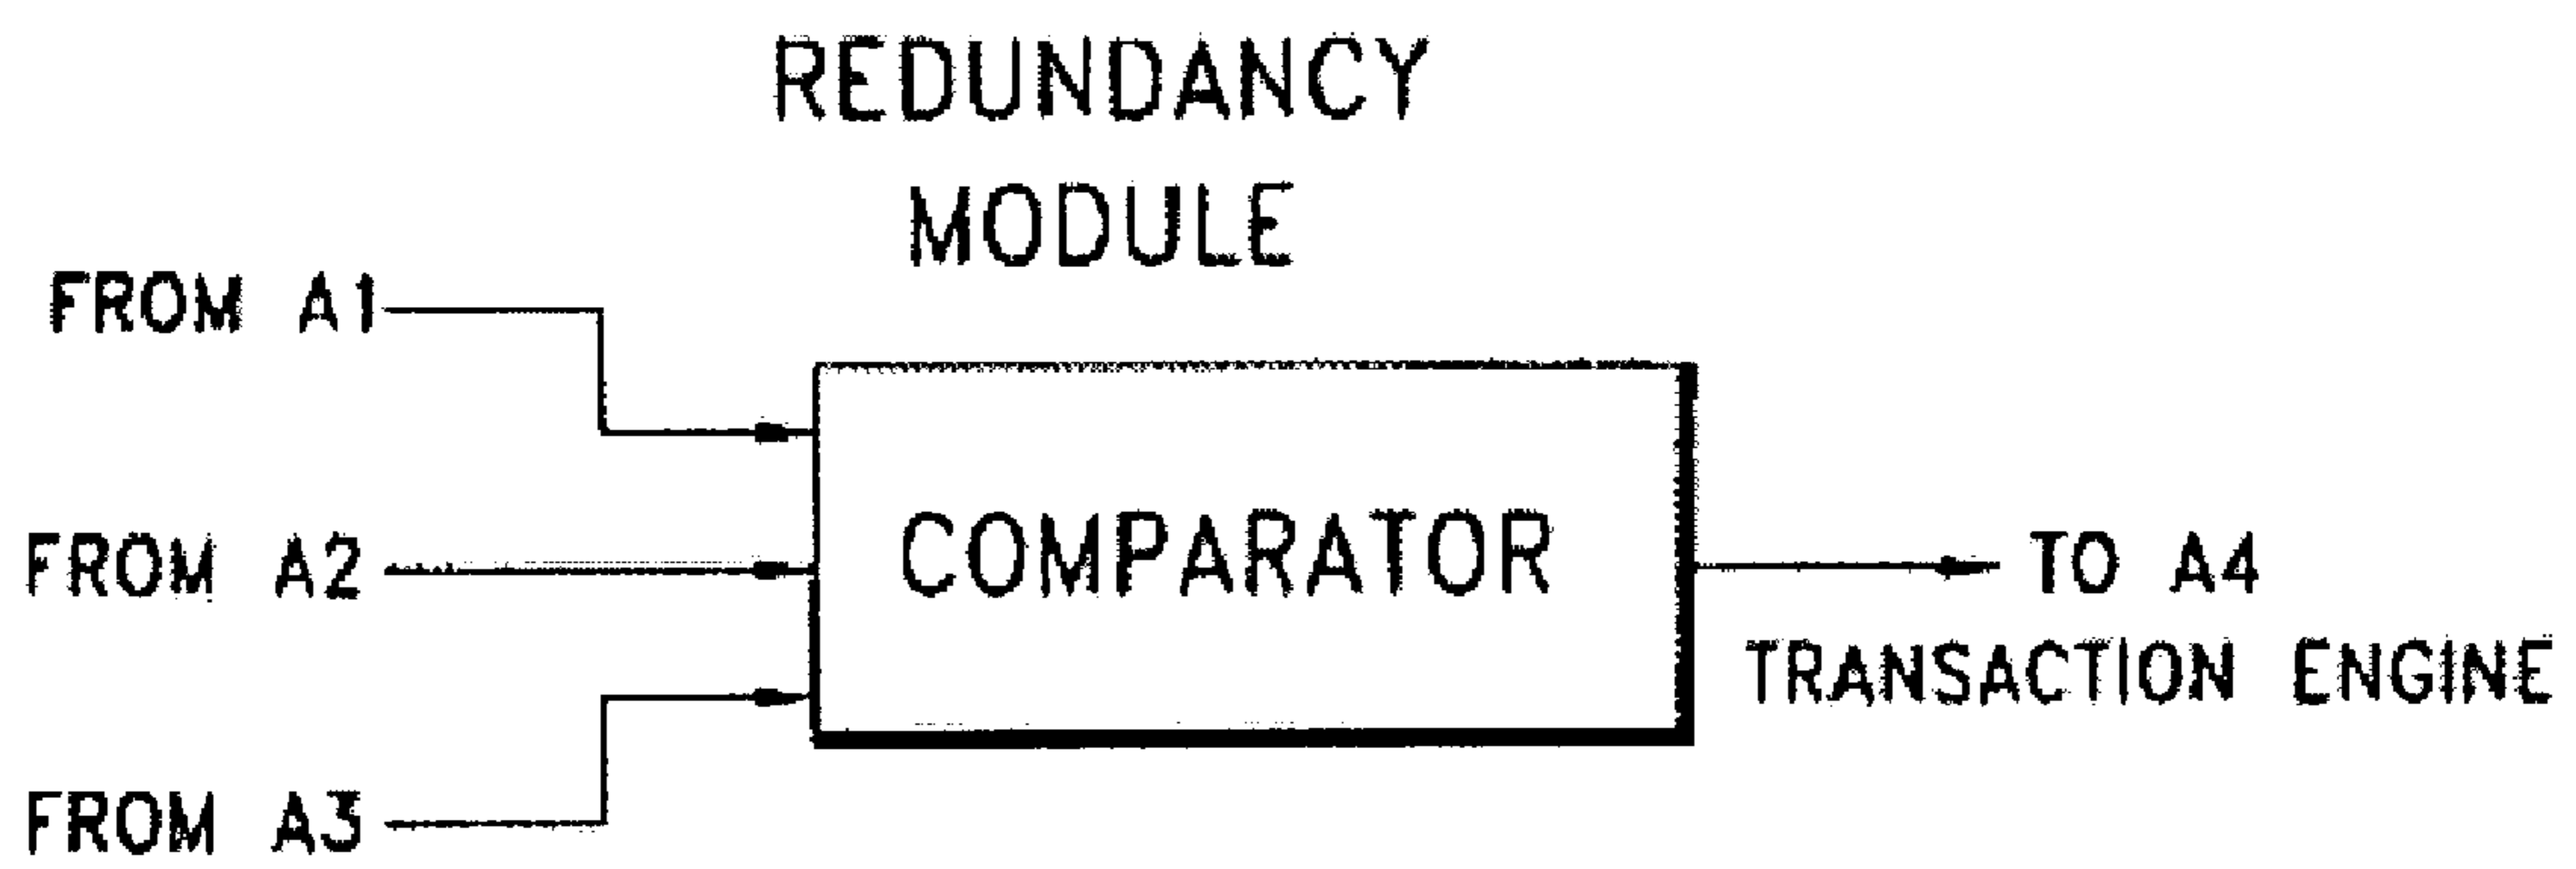 REDUNDANCY
MODULE
FROM A1
FROM A2
FROM A3
COMPARATOR
TO A4
TRANSACTION ENGINE